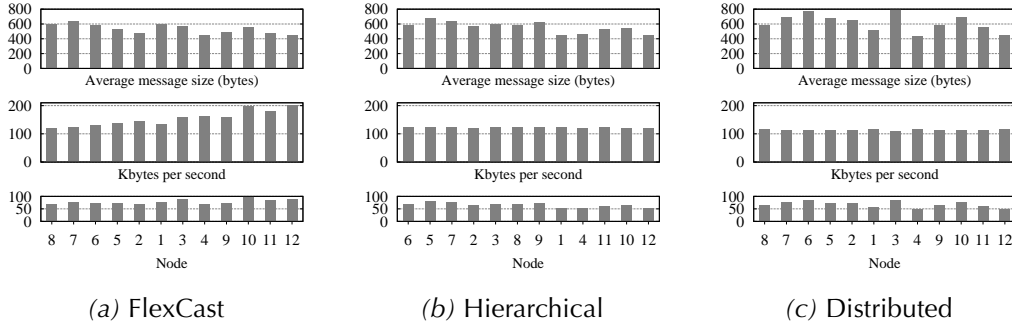 800
600
400
200
0
Average message size (bytes)
200
100
0
Kbytes per second
100
50
0
8 7 6 5 2 1 3 4 9 10 11 12
Node
(a) FlexCast
800
600
400
200
0
Average message size (bytes)
200
100
0
Kbytes per second
100
50
0
6 5 7 2 3 8 9 1 4 11 10 12
Node
(b) Hierarchical
800
600
400
200
0
Average message size (bytes)
200
100
0
Kbytes per second
100
50
0
8 7 6 5 2 1 3 4 9 10 11 12
Node
(c) Distributed